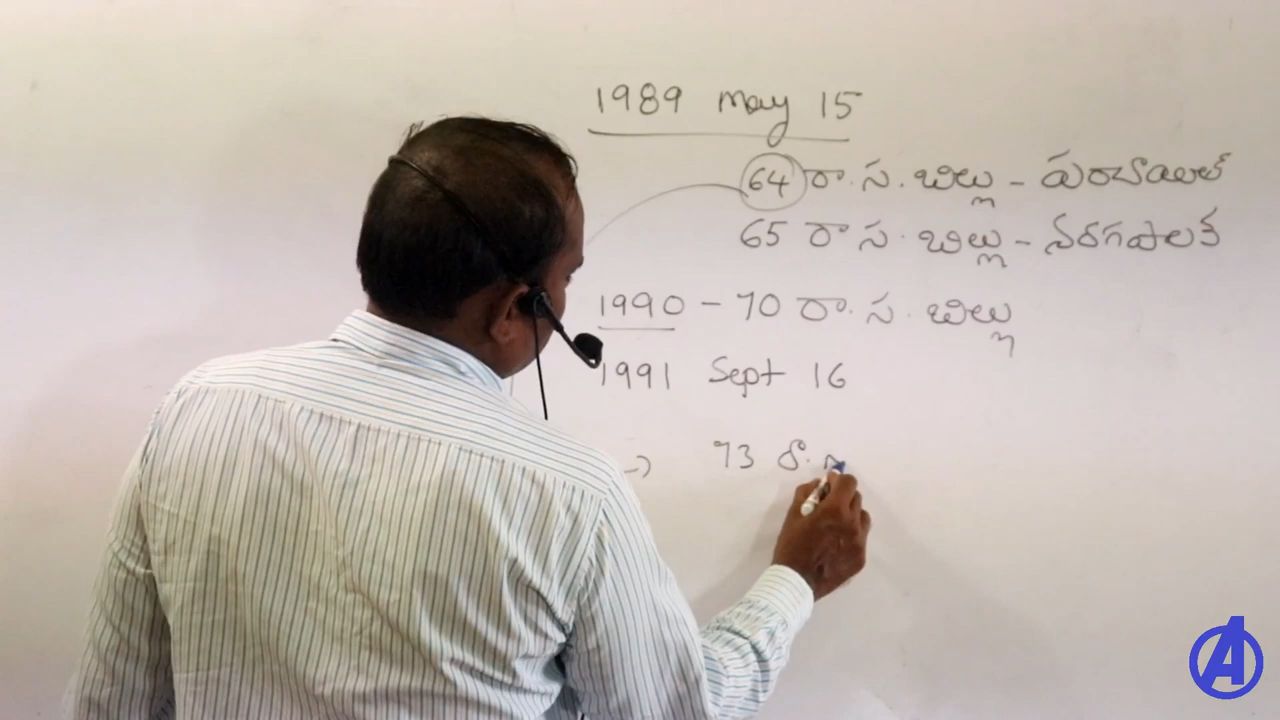 1989 May 15
64 రా.స.బిల్లు - పంచాయితీ
65 రా స. బిల్లు - నగరపాలక
1990 - 70 రా. స. బిల్లు
1991 Sept 16
→ 73 రా.